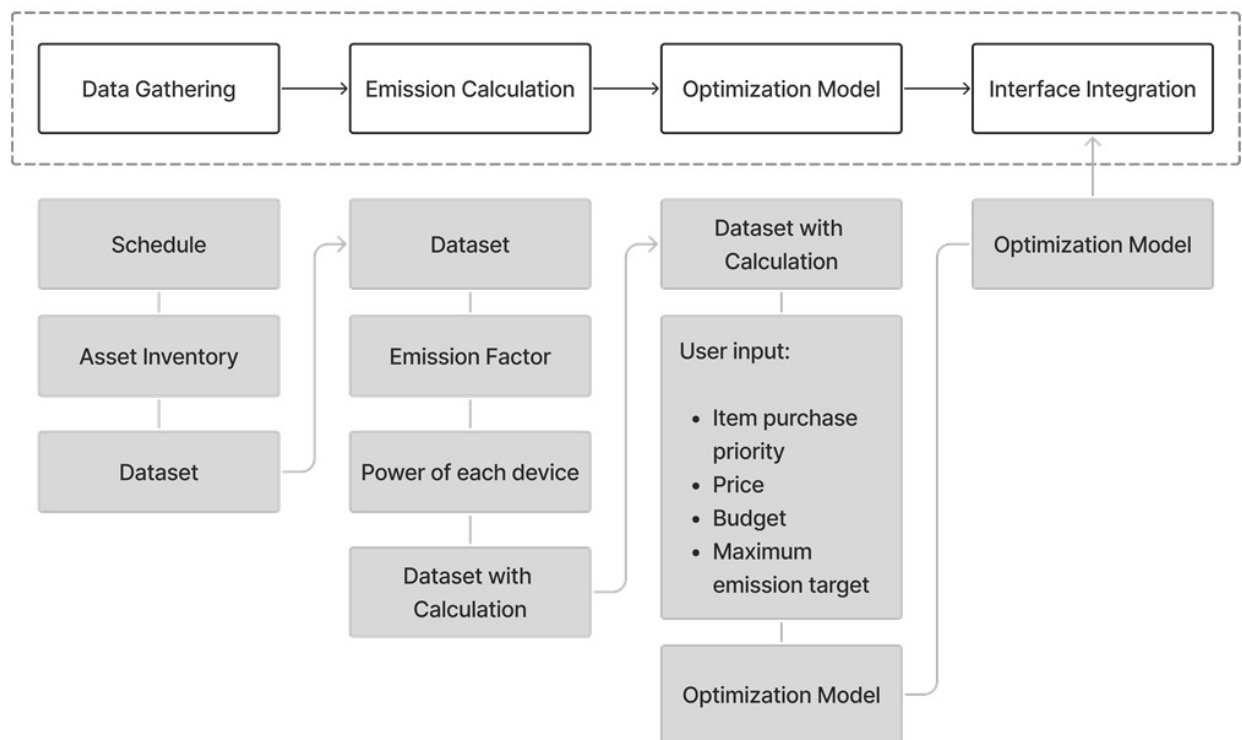 Data Gathering
Emission Calculation
Optimization Model
Interface Integration
Schedule
Asset Inventory
Dataset
Dataset
Emission Factor
Power of each device
Dataset with
Calculation
Dataset with
Calculation
User input:
• Item purchase
priority
• Price
• Budget
• Maximum
emission target
Optimization Model
Optimization Model